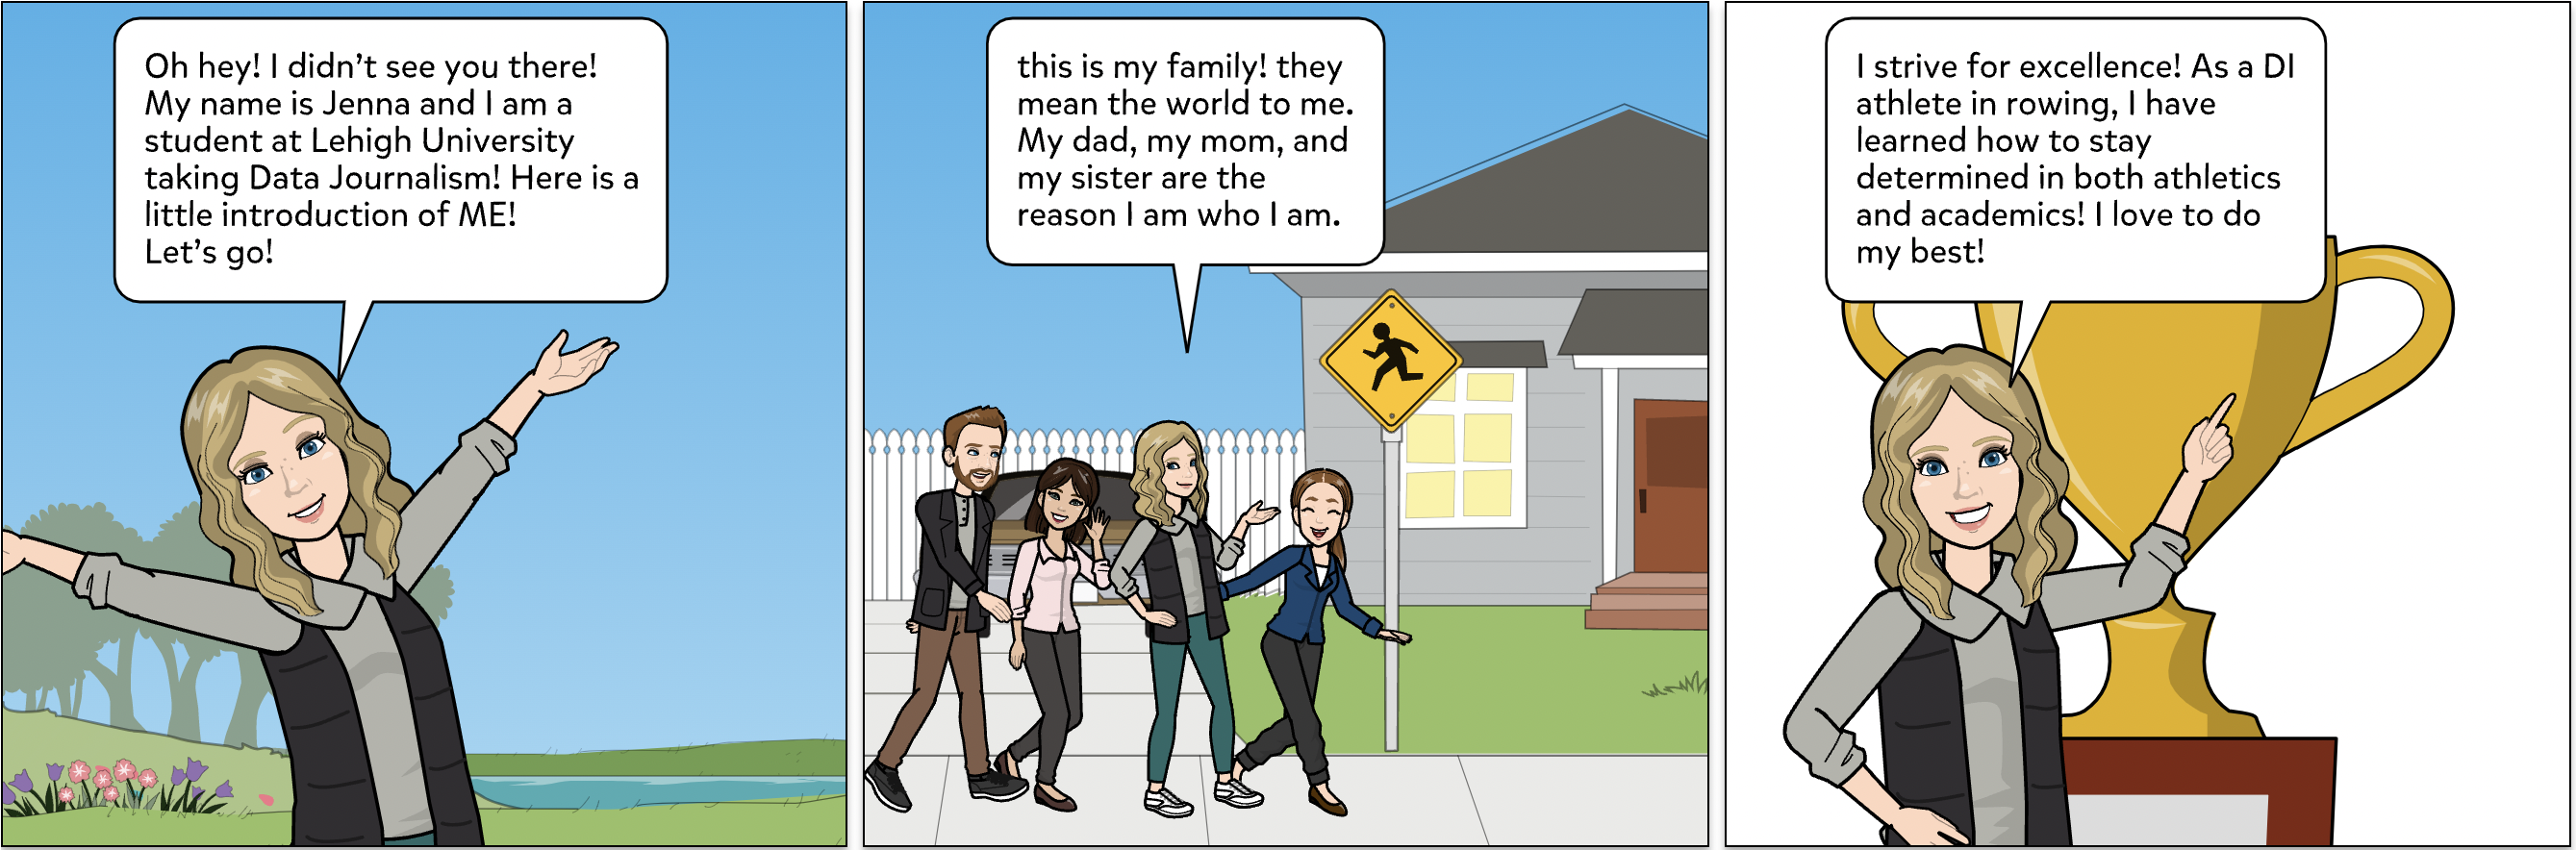 Oh hey! I didn't see you there!
My name is Jenna and I am a
student at Lehigh University
taking Data Journalism! Here is a
little introduction of ME!
Let's go!
this is my family! they
mean the world to me.
My dad, my mom, and
my sister are the
reason I am who I am.
I strive for excellence! As a DI
athlete in rowing, I have
learned how to stay
determined in both athletics
and academics! I love to do
my best!